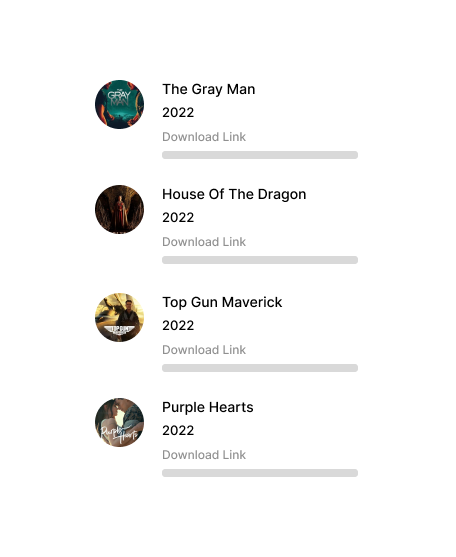 THE
GRAY
MAN
The Gray Man
2022
Download Link
House Of The Dragon
2022
Download Link
TOP GUN
Top Gun Maverick
2022
Download Link
Purple
Hearts
Purple Hearts
2022
Download Link